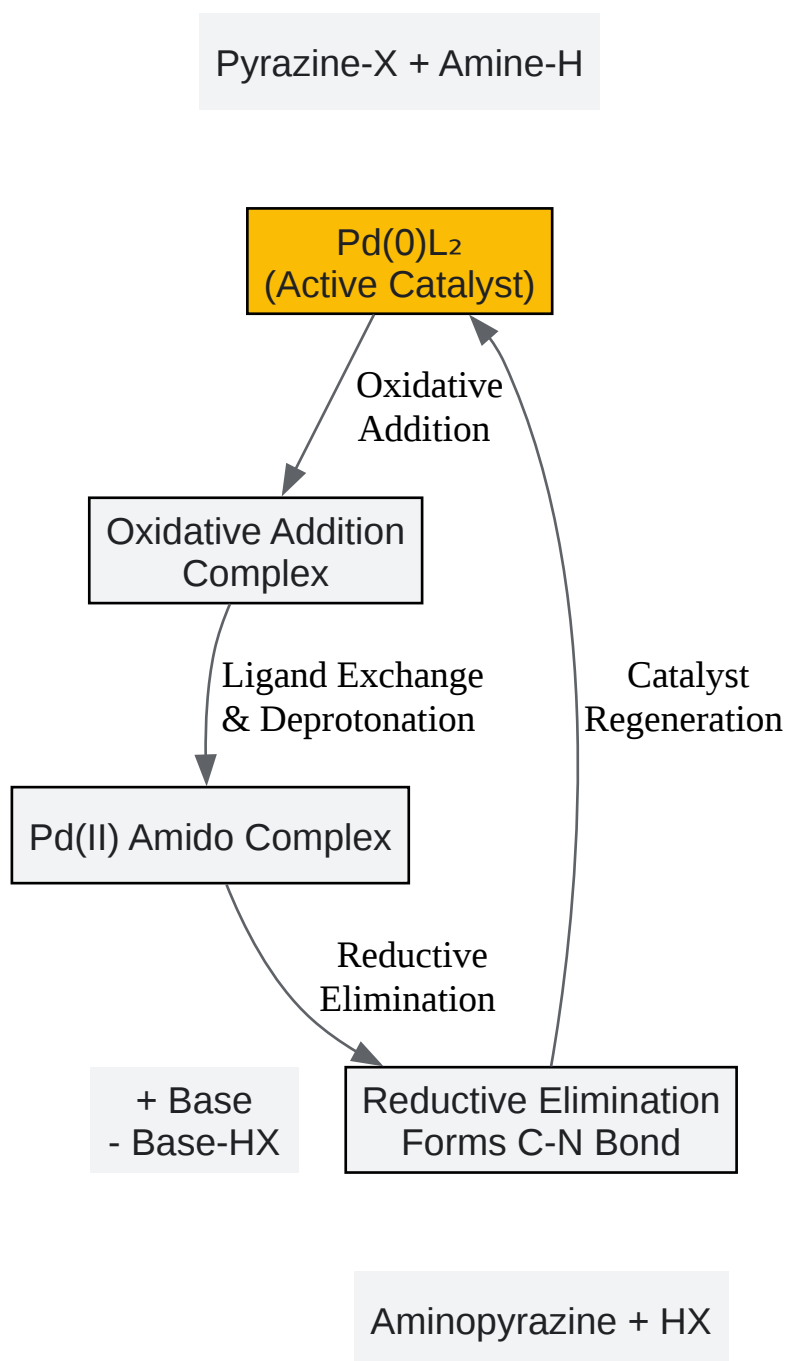 Pyrazine-X + Amine-H
Pd(0)L₂
(Active Catalyst)
Oxidative
Addition
Oxidative Addition
Complex
Ligand Exchange
& Deprotonation
Catalyst
Regeneration
Pd(II) Amido Complex
Reductive
Elimination
+ Base
- Base-HX
Reductive Elimination
Forms C-N Bond
Aminopyrazine + HX